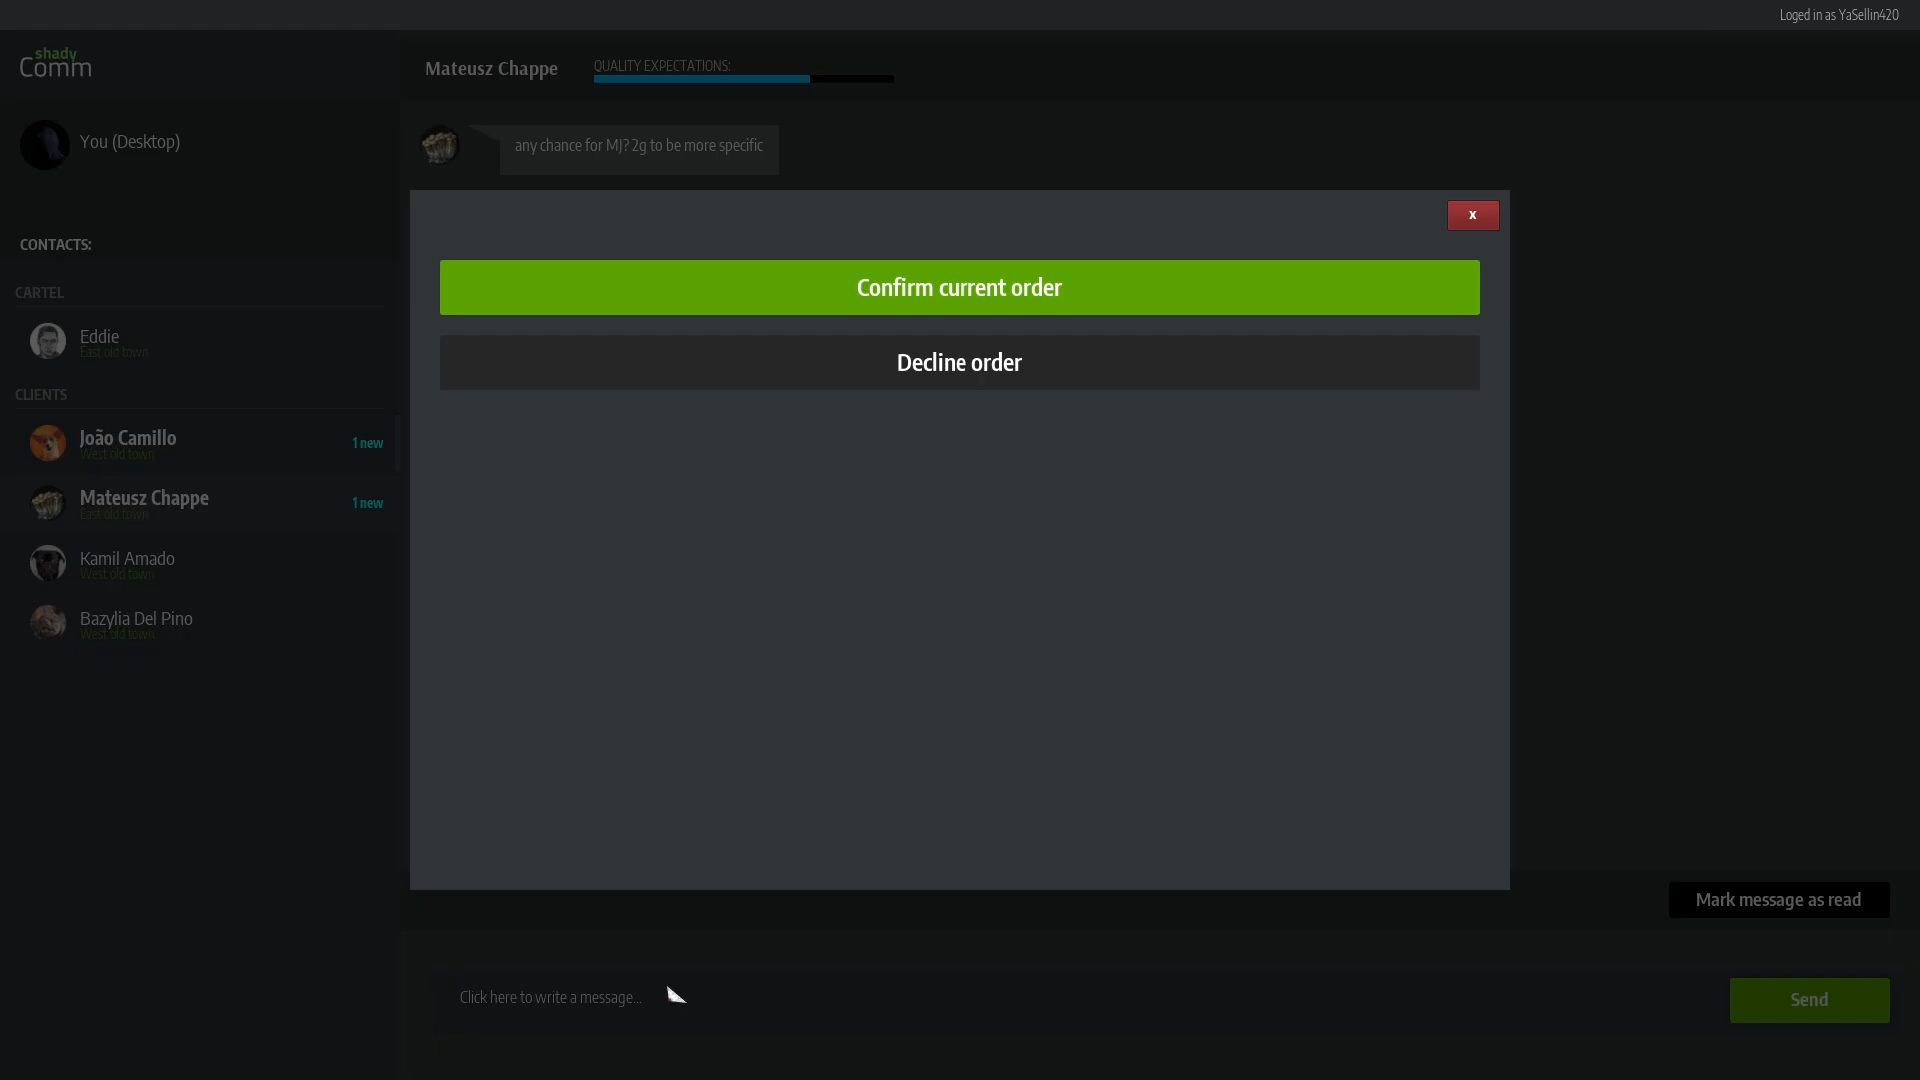 Loged in as YaSellin420
shady
Comm
Mateusz Chappe
QUALITY EXPECTATIONS:
You (Desktop)
any chance for MJ? 2g to be more specific
x
CONTACTS:
Confirm current order
CARTEL
Eddie
East old town
Decline order
CLIENTS
João Camillo
1 new
West old town
Mateusz Chappe
1 new
East old town
Kamil Amado
West old town
Bazylia Del Pino
West old town
Mark message as read
Click here to write a message...
Send